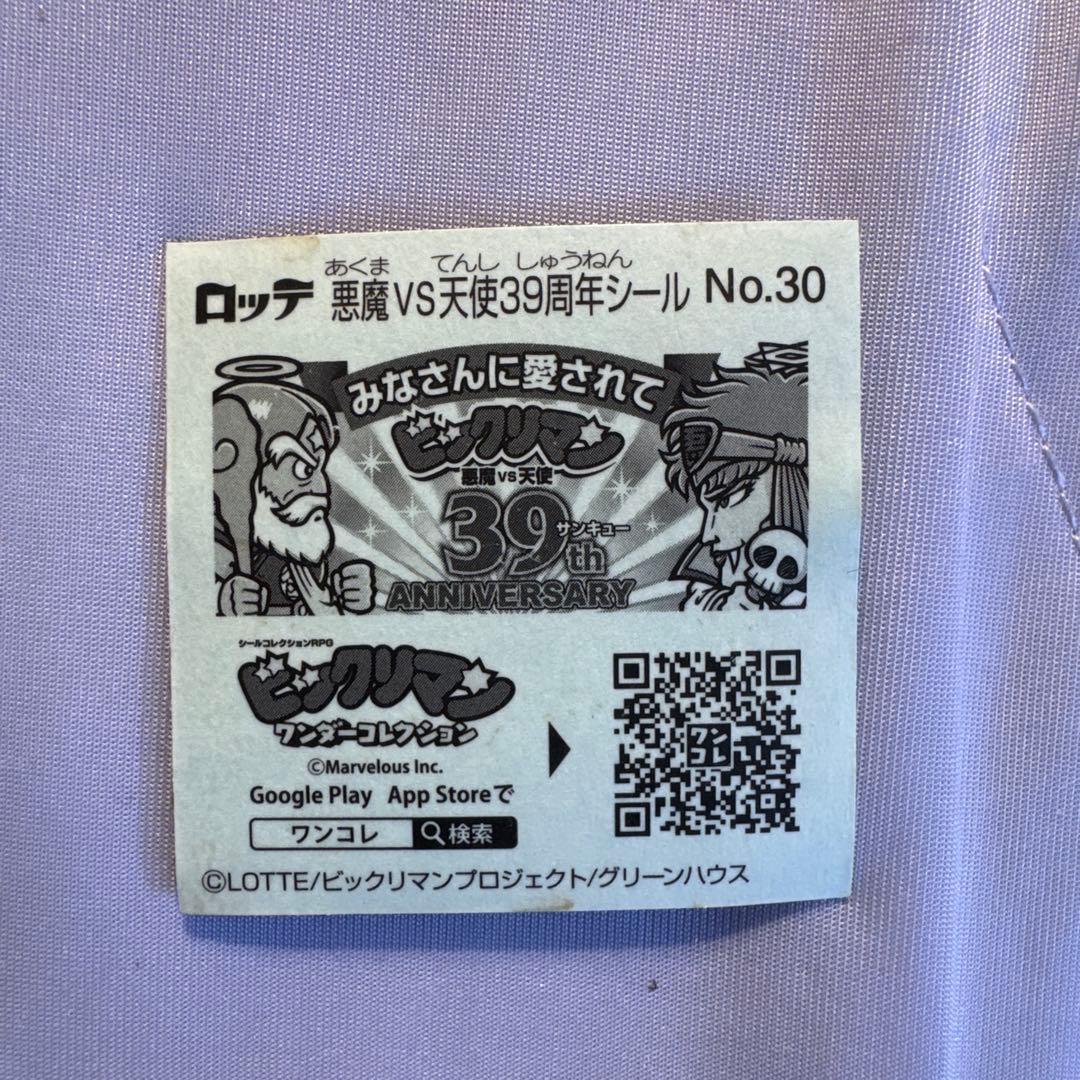 あくま てんし しゅうねん
ロッテ 悪魔VS天使39周年シール No.30
みなさんに愛されて
ビックリマン
悪魔VS天使
39th サンキュー
ANNIVERSARY
シールコレクションRPG
ビックリマン
ワンダーコレクション
©Marvelous Inc.
Google Play App Storeで
ワンコレ 検索
ワンコレ
©LOTTE/ビックリマンプロジェクト/グリーンハウス